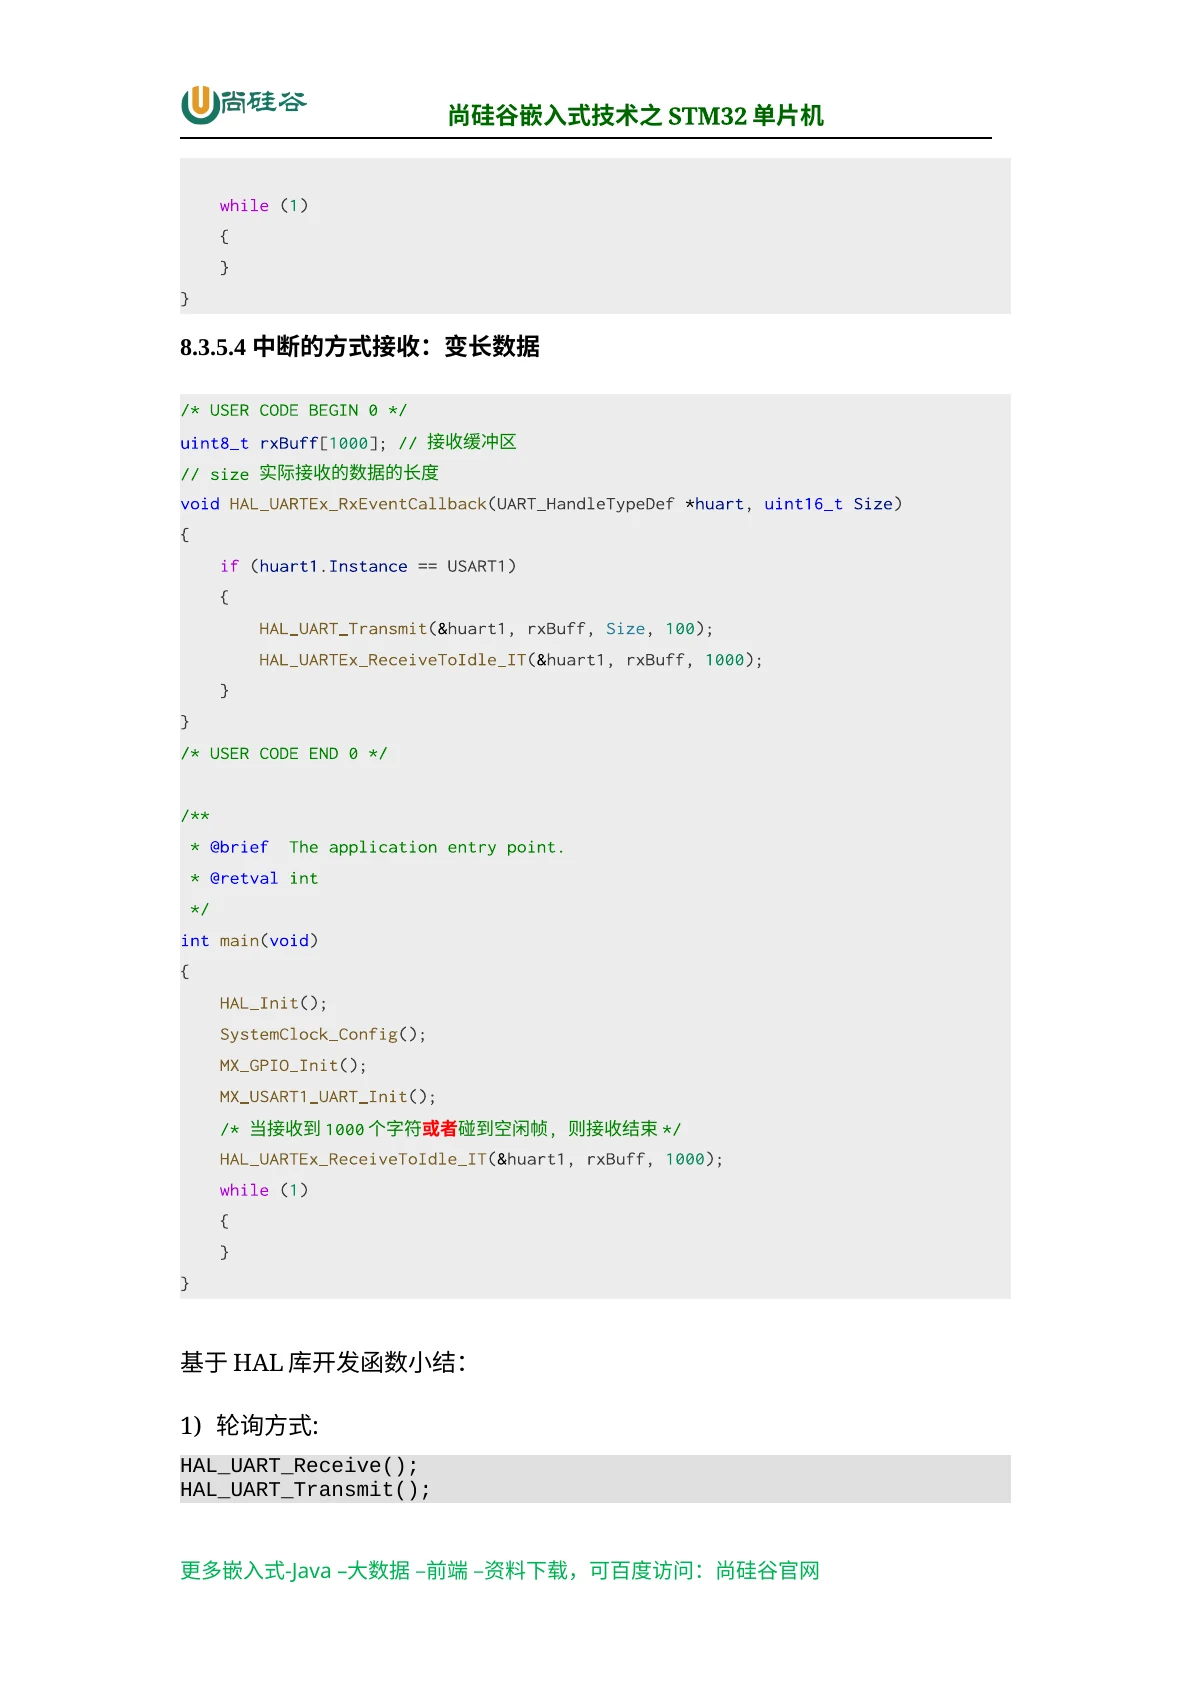 尚硅谷
尚硅谷嵌入式技术之 STM32 单片机
while (1)
{
}
}
8.3.5.4 中断的方式接收：变长数据
/* USER CODE BEGIN 0 */
uint8_t rxBuff[1000]; // 接收缓冲区
// size 实际接收的数据的长度
void HAL_UARTEx_RxEventCallback(UART_HandleTypeDef *huart, uint16_t Size)
{
if (huart1.Instance == USART1)
{
HAL_UART_Transmit(&huart1, rxBuff, Size, 100);
HAL_UARTEx_ReceiveToIdle_IT(&huart1, rxBuff, 1000);
}
}
/* USER CODE END 0 */
/**
* @brief  The application entry point.
* @retval int
*/
int main(void)
{
HAL_Init();
SystemClock_Config();
MX_GPIO_Init();
MX_USART1_UART_Init();
/* 当接收到 1000 个字符或者碰到空闲帧, 则接收结束 */
HAL_UARTEx_ReceiveToIdle_IT(&huart1, rxBuff, 1000);
while (1)
{
}
}
基于 HAL 库开发函数小结：
1) 轮询方式:
HAL_UART_Receive();
HAL_UART_Transmit();
更多嵌入式-Java –大数据 –前端 –资料下载，可百度访问：尚硅谷官网